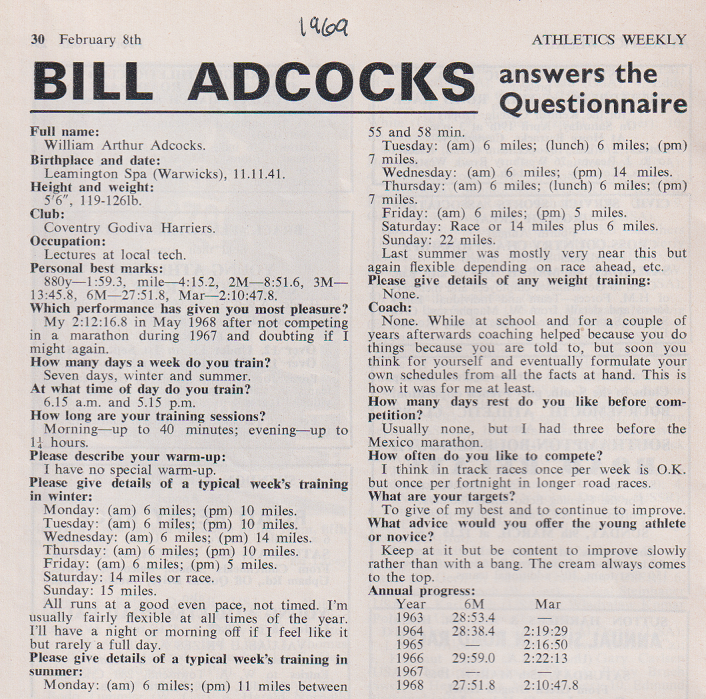 1969
30 February 8th
ATHLETICS WEEKLY
BILL ADCOCKS answers the
Questionnaire
Full name:
William Arthur Adcocks.
Birthplace and date:
Leamington Spa (Warwicks), 11.11.41.
Height and weight:
5′6″, 119-126lb.
Club:
Coventry Godiva Harriers.
Occupation:
Lectures at local tech.
Personal best marks:
880y—1:59.3, mile—4:15.2, 2M—8:51.6, 3M—
13:45.8, 6M—27:51.8, Mar—2:10:47.8.
Which performance has given you most pleasure?
My 2:12:16.8 in May 1968 after not competing
in a marathon during 1967 and doubting if I
might again.
How many days a week do you train?
Seven days, winter and summer.
At what time of day do you train?
6.15 a.m. and 5.15 p.m.
How long are your training sessions?
Morning—up to 40 minutes; evening—up to
1¼ hours.
Please describe your warm-up:
I have no special warm-up.
Please give details of a typical week's training
in winter:
Monday: (am) 6 miles; (pm) 10 miles.
Tuesday: (am) 6 miles; (pm) 10 miles.
Wednesday: (am) 6 miles; (pm) 14 miles.
Thursday: (am) 6 miles; (pm) 10 miles.
Friday: (am) 6 miles; (pm) 5 miles.
Saturday: 14 miles or race.
Sunday: 15 miles.
All runs at a good even pace, not timed. I'm
usually fairly flexible at all times of the year.
I'll have a night or morning off if I feel like it
but rarely a full day.
Please give details of a typical week's training in
summer:
Monday: (am) 6 miles; (pm) 11 miles between
55 and 58 min.
Tuesday: (am) 6 miles; (lunch) 6 miles; (pm)
7 miles.
Wednesday: (am) 6 miles; (pm) 14 miles.
Thursday: (am) 6 miles; (lunch) 6 miles; (pm)
7 miles.
Friday: (am) 6 miles; (pm) 5 miles.
Saturday: Race or 14 miles plus 6 miles.
Sunday: 22 miles.
Last summer was mostly very near this but
again flexible depending on race ahead, etc.
Please give details of any weight training:
None.
Coach:
None. While at school and for a couple of
years afterwards coaching helped because you do
things because you are told to, but soon you
think for yourself and eventually formulate your
own schedules from all the facts at hand. This is
how it was for me at least.
How many days rest do you like before com-
petition?
Usually none, but I had three before the
Mexico marathon.
How often do you like to compete?
I think in track races once per week is O.K.
but once per fortnight in longer road races.
What are your targets?
To give of my best and to continue to improve.
What advice would you offer the young athlete
or novice?
Keep at it but be content to improve slowly
rather than with a bang. The cream always comes
to the top.
Annual progress:
Year 6M Mar
1963 28:53.4 —
1964 28:38.4 2:19:29
1965 — 2:16:50
1966 29:59.0 2:22:13
1967 — —
1968 27:51.8 2:10:47.8